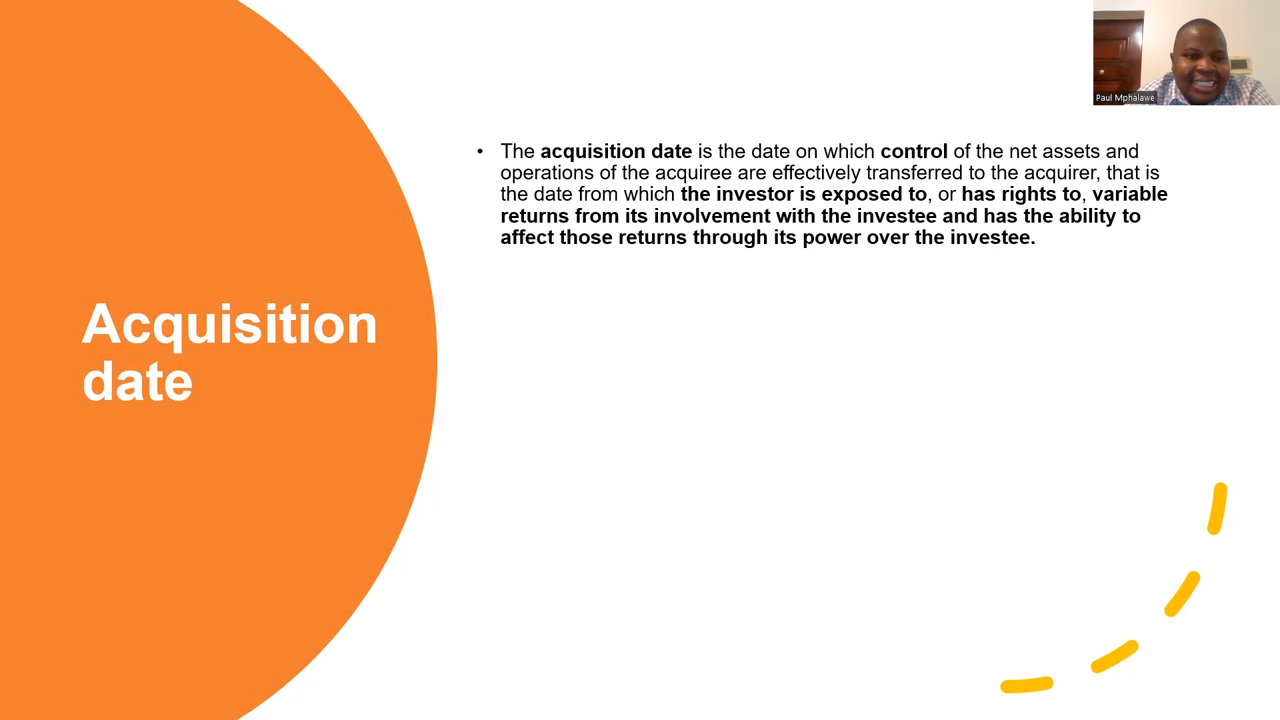 Paul Mphalawe
• The acquisition date is the date on which control of the net assets and
operations of the acquiree are effectively transferred to the acquirer, that is
the date from which the investor is exposed to, or has rights to, variable
returns from its involvement with the investee and has the ability to
affect those returns through its power over the investee.
Acquisition
date